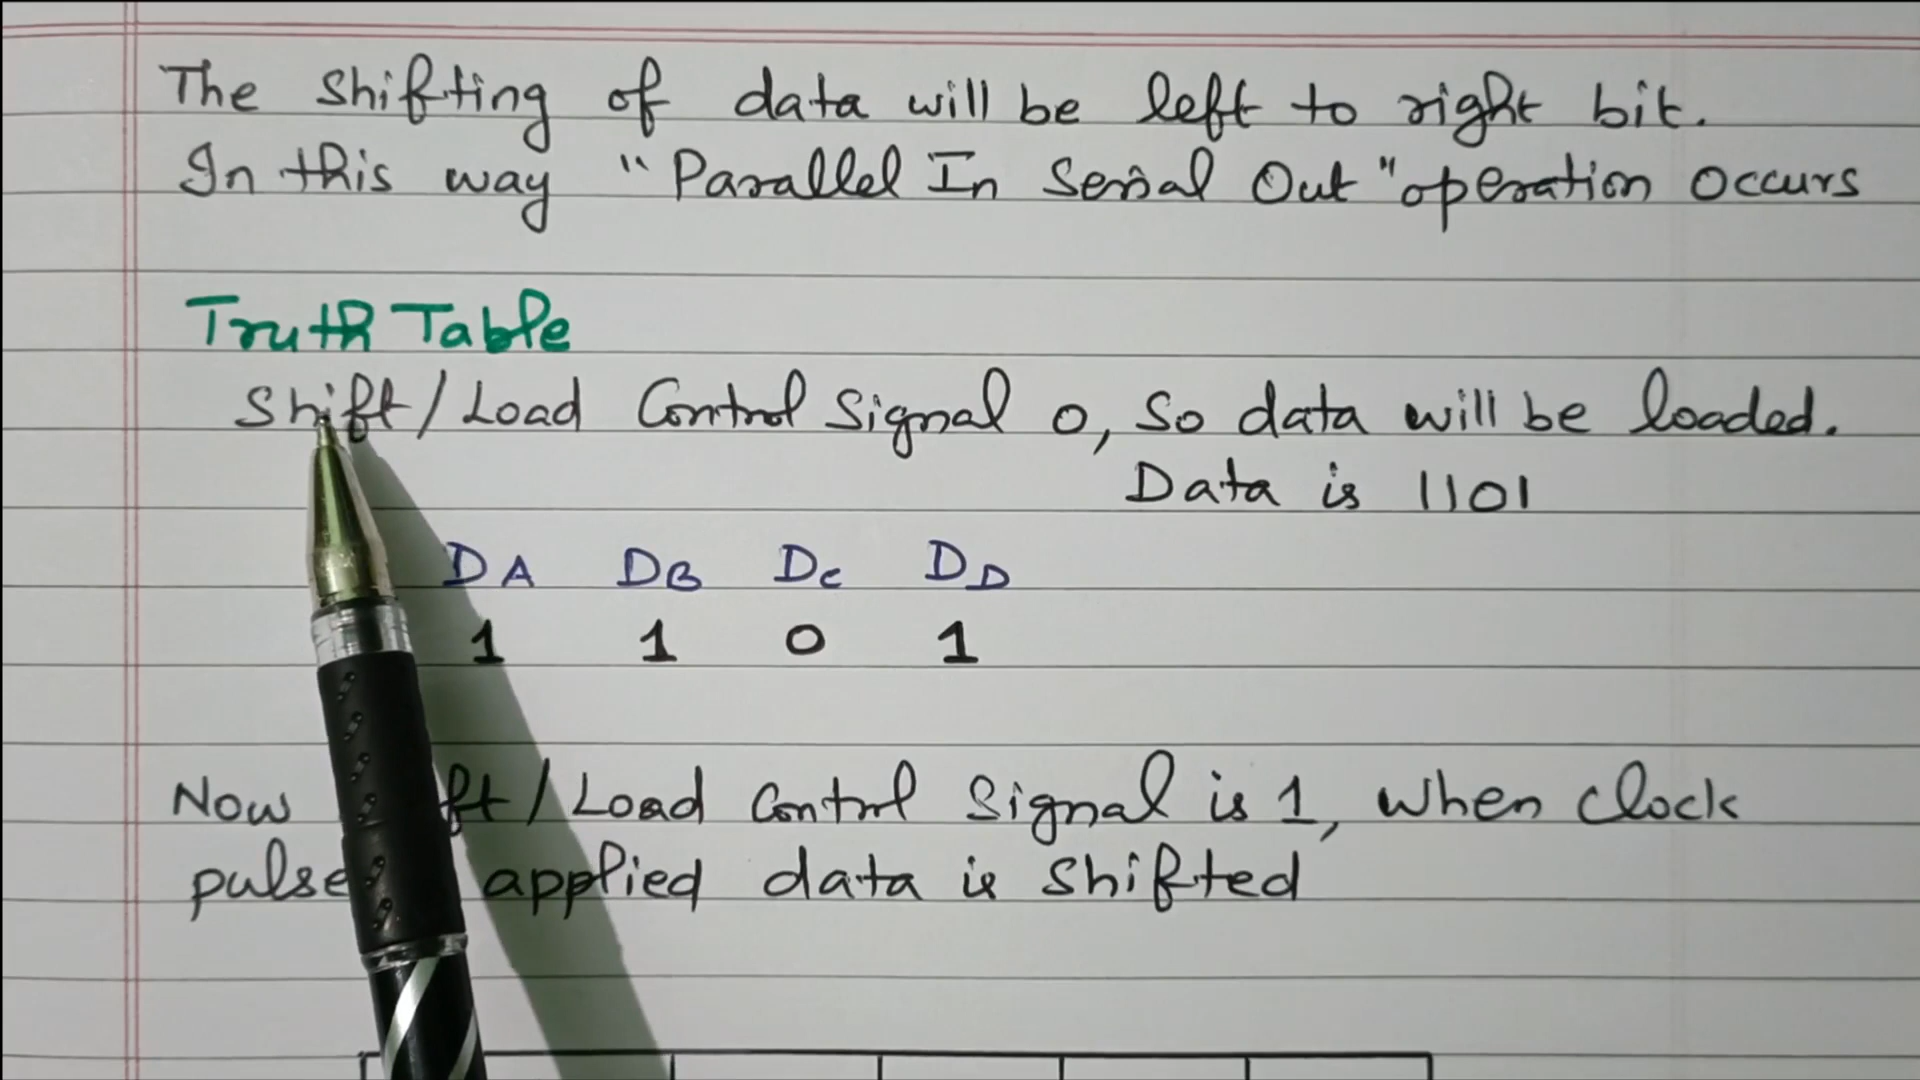 The shifting of data will be left to right bit.
In this way "Parallel In Serial Out" operation occurs
Truth Table
Shift/Load Control Signal 0, So data will be loaded.
Data is 1101
DA DB DC DD
1 1 0 1
Now ft/Load Control Signal is 1, when clock
pulse applied data is shifted